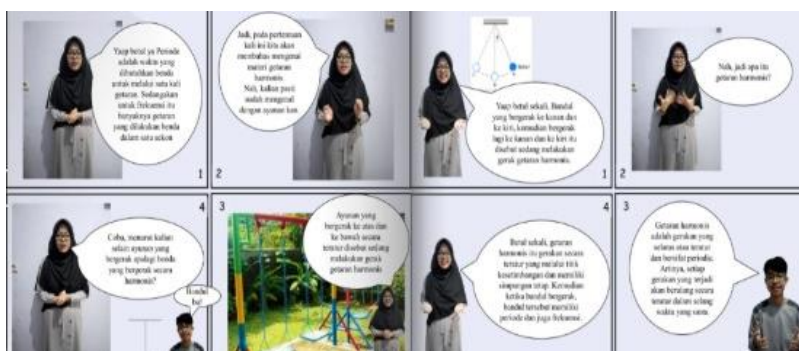 Yaap betul ya Periode
adalah waktu yang
dibutuhkan benda
untuk melalui satu kali
getaran. Sedangkan
untuk frekuensi itu
banyaknya getaran
yang dilakukan benda
dalam satu sekon
1
Jadi, pada pertemuan
kali ini kita akan
membahas mengenai
materi getaran
harmonis.
Nah, kalian pasti
sudah mengenal
dengan ayunan kan
2
Yaap betul sekali. Bandul
yang bergerak ke kanan dan
ke kiri, kemudian bergerak
lagi ke kanan dan ke kiri itu
disebut sedang melakukan
gerak getaran harmonis.
1
Nah, jadi apa itu
getaran harmonis?
2
4
Coba, menurut kalian
selain ayunan yang
bergerak apalagi benda
yang bergerak secara
harmonis?
Bandul
bu!
3
Ayunan yang
bergerak ke atas dan
ke bawah secara
teratur disebut sedang
melakukan gerak
getaran harmonis
4
Betul sekali, getaran
harmonis itu gerakan secara
teratur yang melalui titik
kesetimbangan dan memiliki
simpangan tetap. Kemudian
ketika bandul bergerak,
bandul tersebut memiliki
periode dan juga frekuensi.
3
Getaran harmonis
adalah gerakan yang
selaras atau teratur
dan bersifat periodic.
Artinya, setiap
gerakan yang terjadi
akan berulang secara
teratur dalam selang
waktu yang sama.